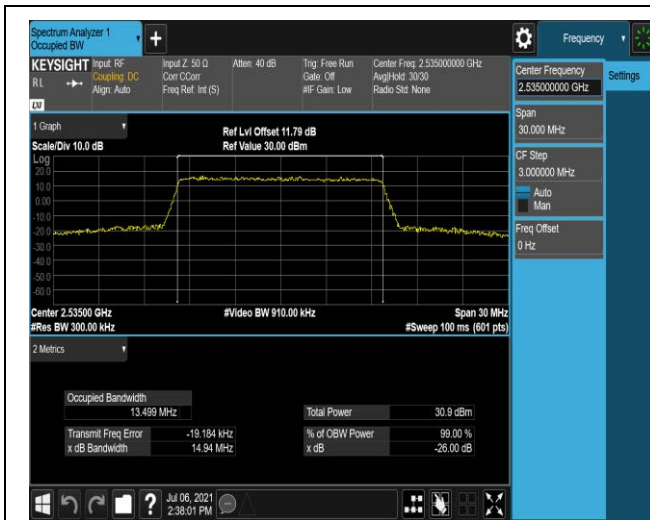 Spectrum Analyzer 1
Occupied BW
Frequency
KEYSIGHT
RL
LXI
Input: RF
Coupling: DC
Align: Auto
Input Z: 50 Ω
Corr CCorr
Freq Ref: Int (S)
Atten: 40 dB
Trig: Free Run
Gate: Off
#IF Gain: Low
Center Freq: 2.535000000 GHz
Avg|Hold: 30/30
Radio Std: None
Center Frequency
2.535000000 GHz
Settings
Span
30.000 MHz
CF Step
3.000000 MHz
Auto
Man
Freq Offset
0 Hz
1 Graph
Scale/Div 10.0 dB
Ref Lvl Offset 11.79 dB
Ref Value 30.00 dBm
Log
20.0
10.0
0.00
-10.0
-20.0
-30.0
-40.0
-50.0
-60.0
Center 2.53500 GHz
#Video BW 910.00 kHz
Span 30 MHz
#Res BW 300.00 kHz
#Sweep 100 ms (601 pts)
2 Metrics
Occupied Bandwidth
13.499 MHz
Total Power 30.9 dBm
Transmit Freq Error -19.184 kHz
% of OBW Power 99.00 %
x dB Bandwidth 14.94 MHz
x dB -26.00 dB
Jul 06, 2021
2:38:01 PM